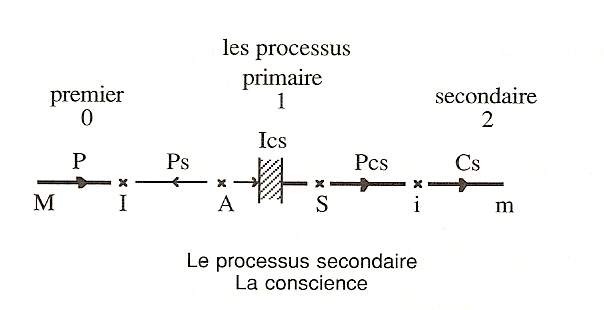 les processus
premier primaire secondaire
0 1 2
Ics
P Ps Pcs Cs
M I A S i m
Le processus secondaire
La conscience